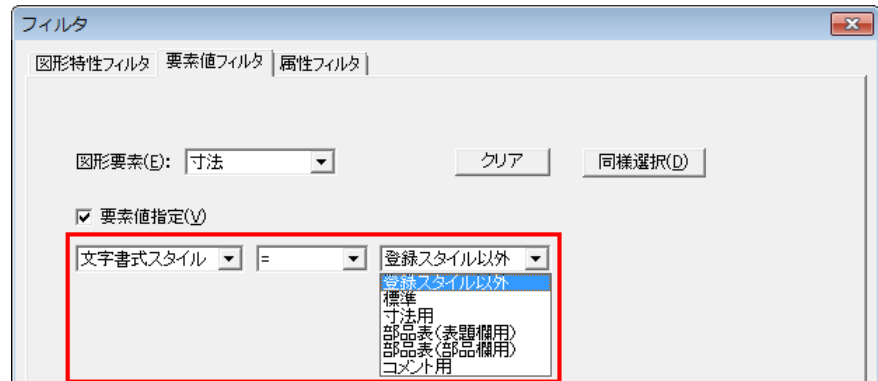 フィルタ
図形特性フィルタ 要素値フィルタ 属性フィルタ
図形要素(E): 寸法 クリア 同様選択(D)
要素値指定(V)
文字書式スタイル = 登録スタイル以外
登録スタイル以外
標準
寸法用
部品表(表題欄用)
部品表(部品欄用)
コメント用